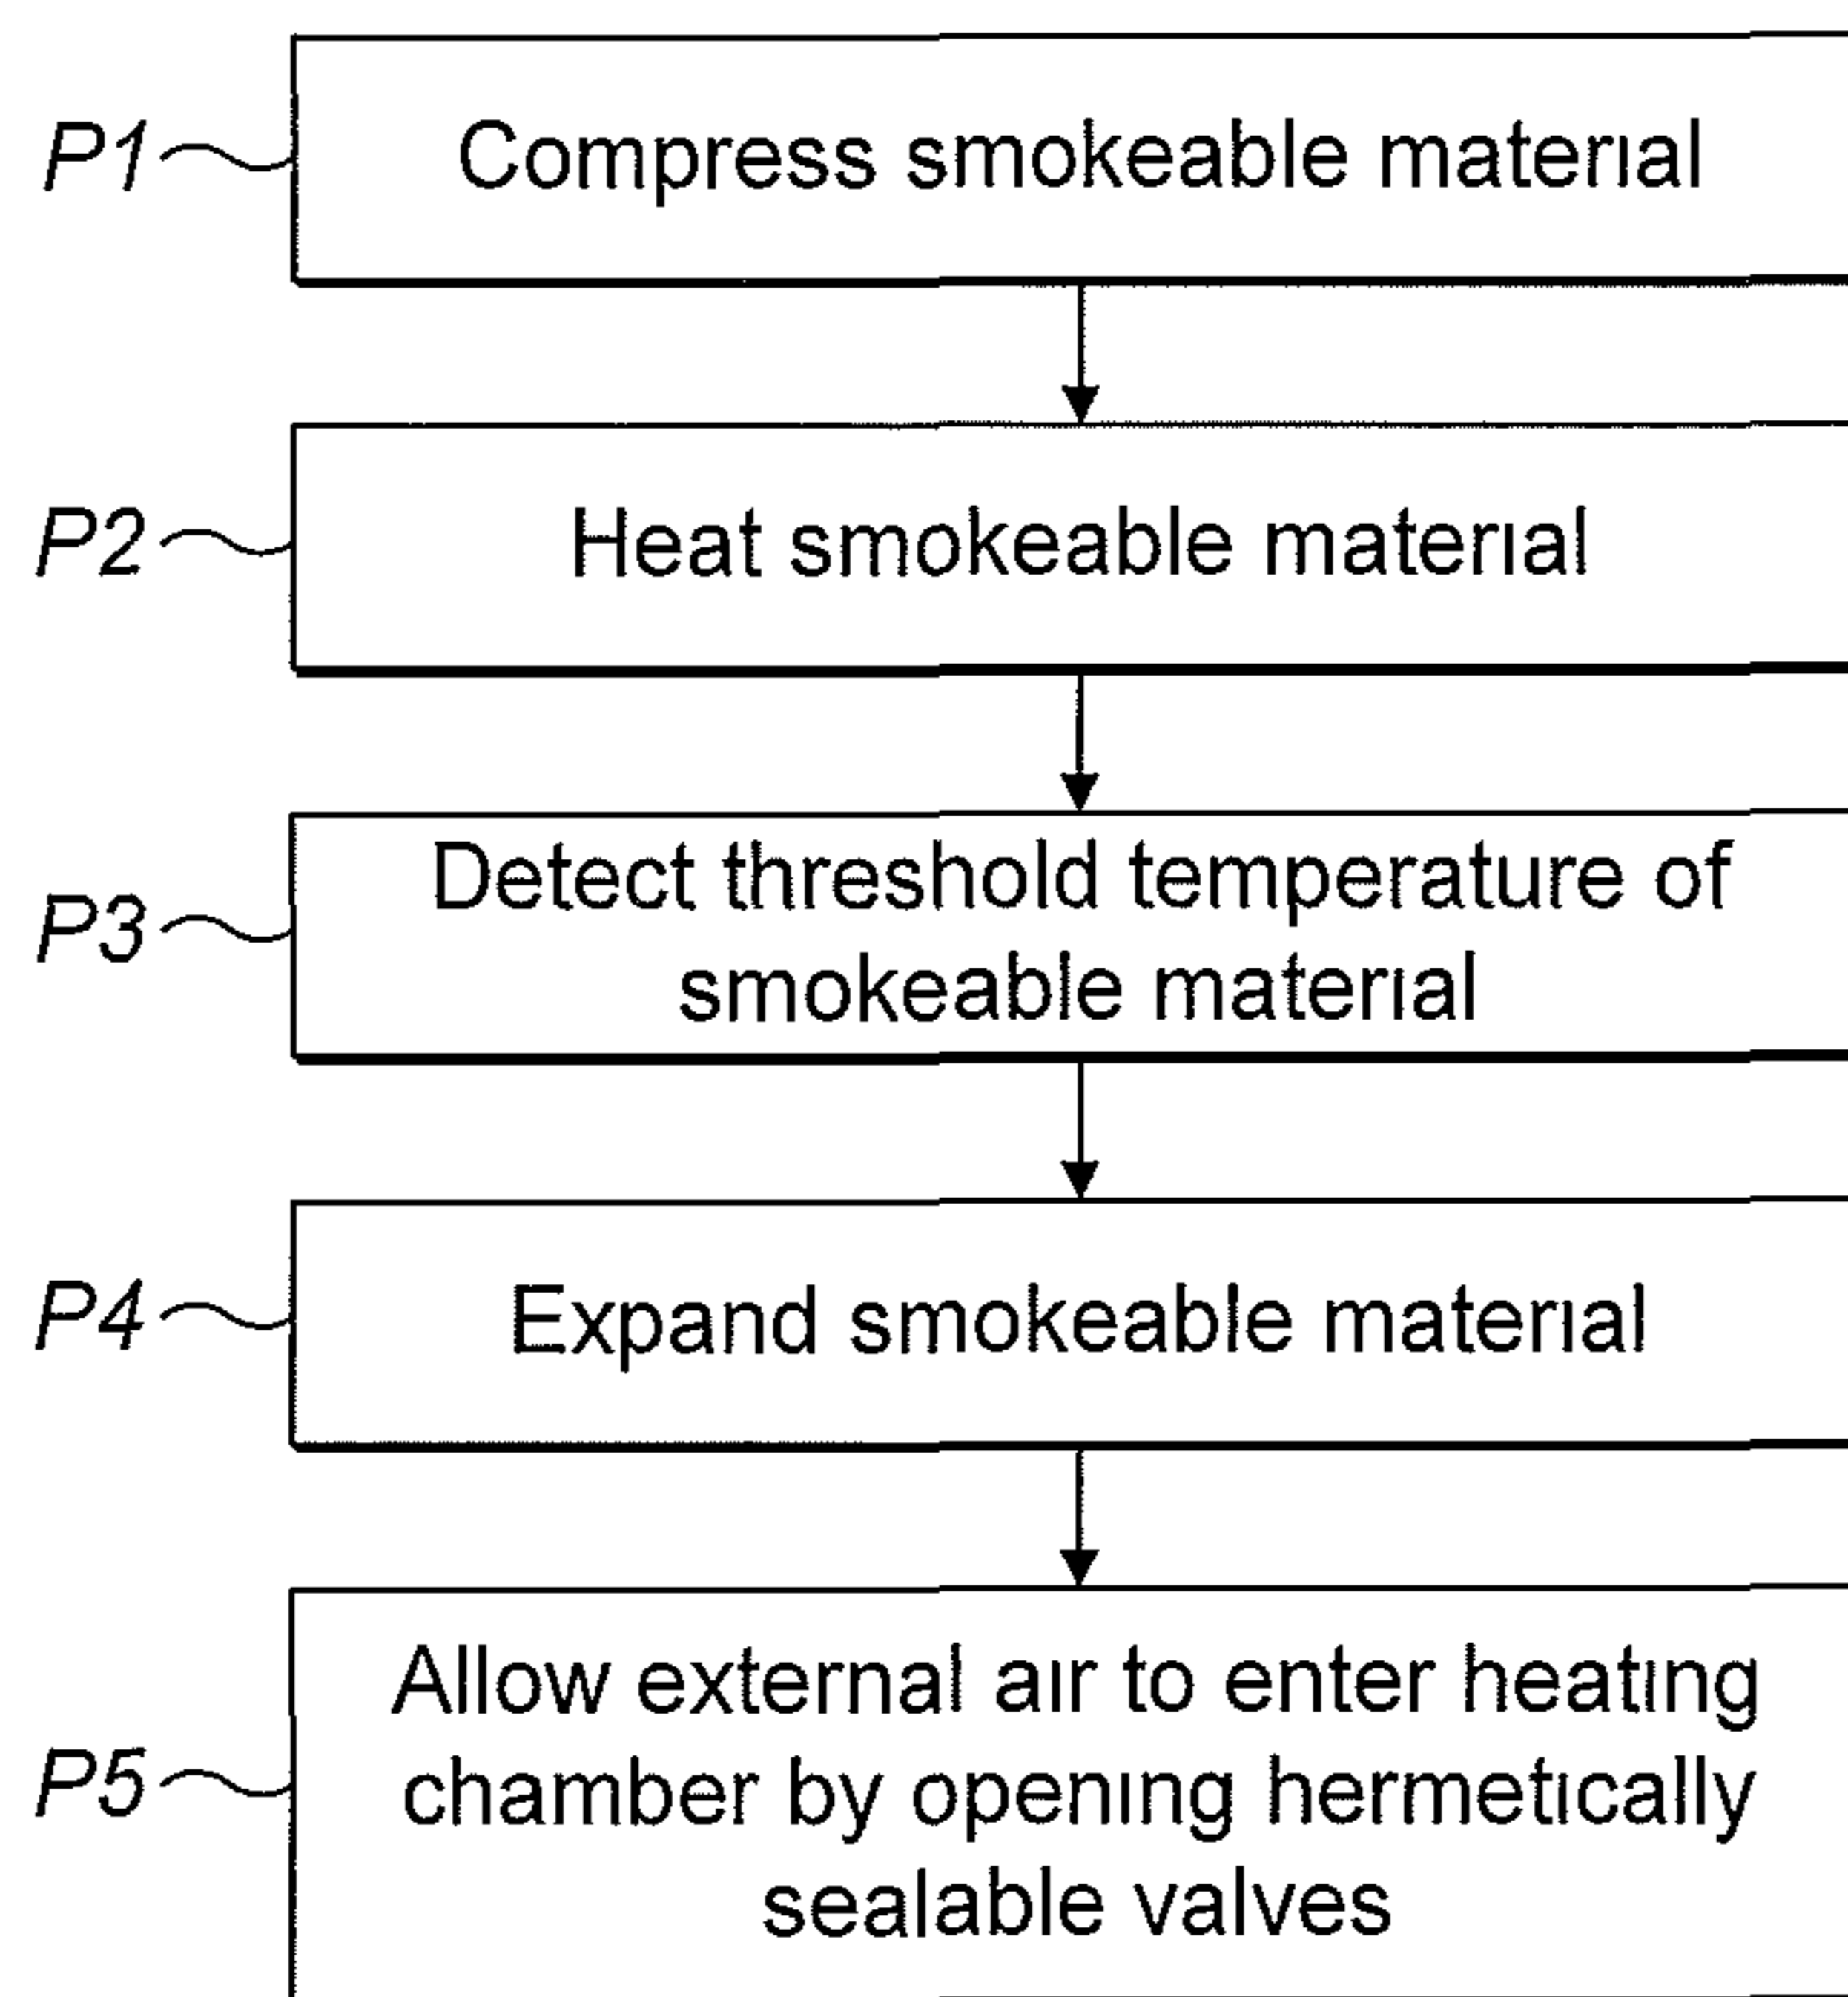 P1
Compress smokeable material
P2
Heat smokeable material
P3
Detect threshold temperature of
smokeable material
P4
Expand smokeable material
P5
Allow external air to enter heating
chamber by opening hermetically
sealable valves